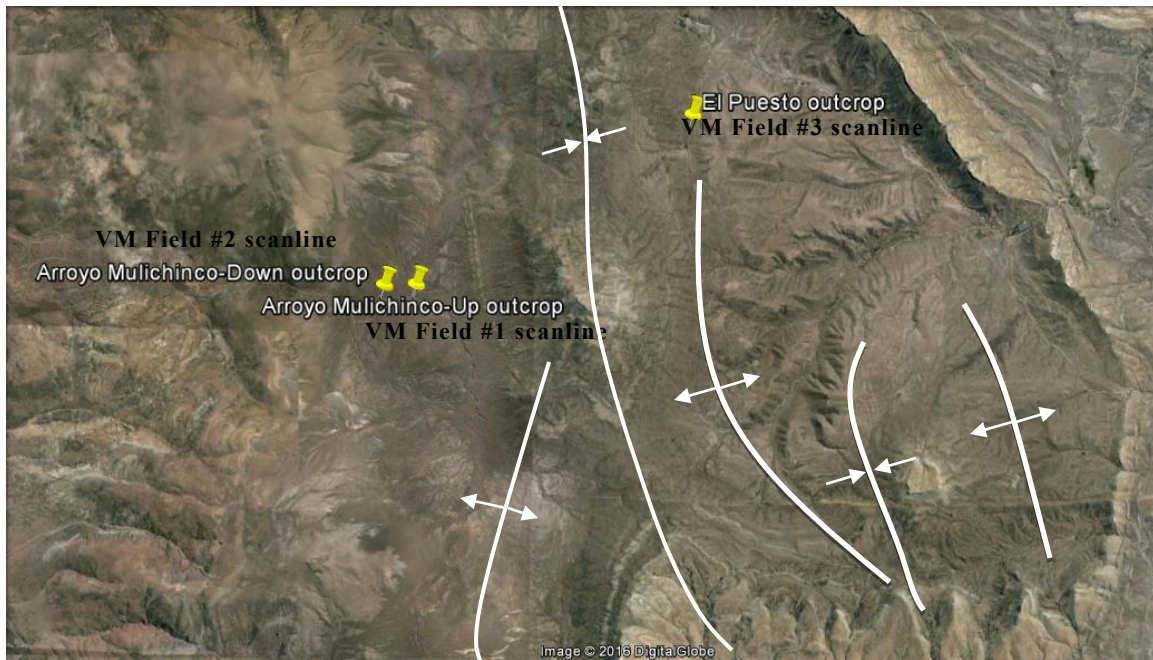 El Puesto outcrop
VM Field #3 scanline
VM Field #2 scanline
Arroyo Mulichinco-Down outcrop
Arroyo Mulichinco-Up outcrop
VM Field #1 scanline
Image © 2016 DigitalGlobe